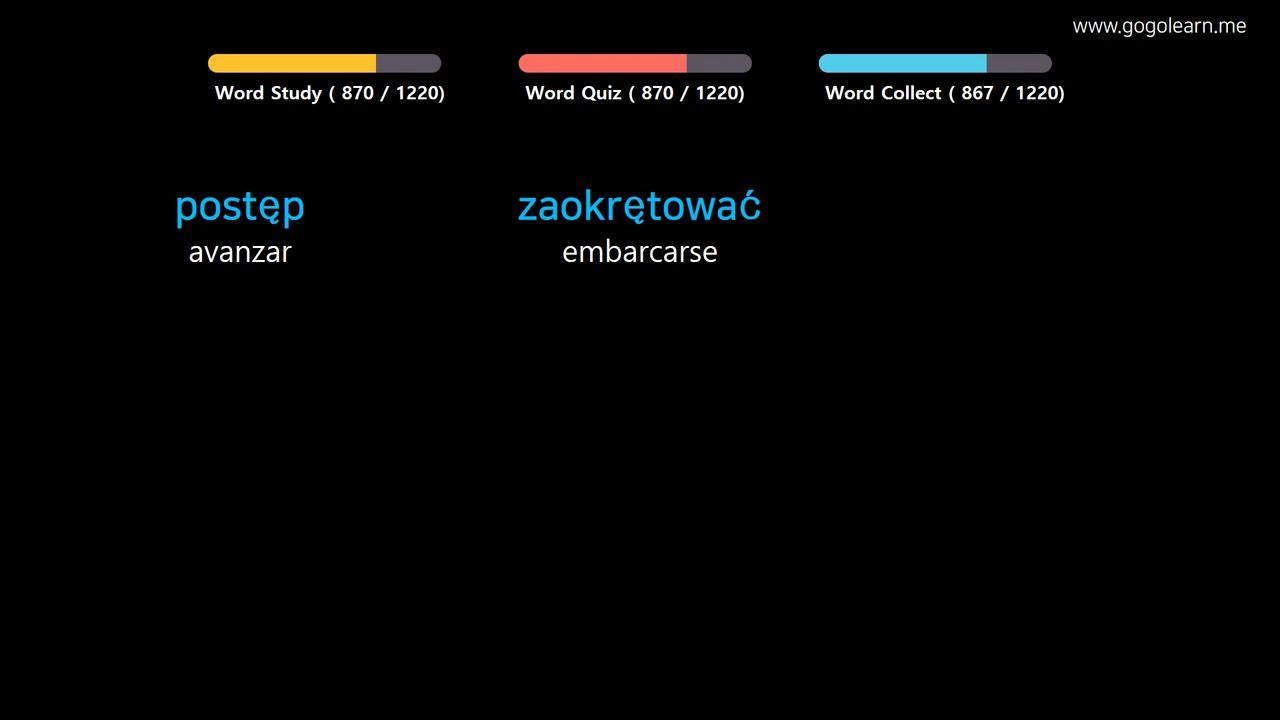 www.gogolearn.me
Word Study ( 870 / 1220)
Word Quiz ( 870 / 1220)
Word Collect ( 867 / 1220)
postęp
avanzar
zaokrętować
embarcarse